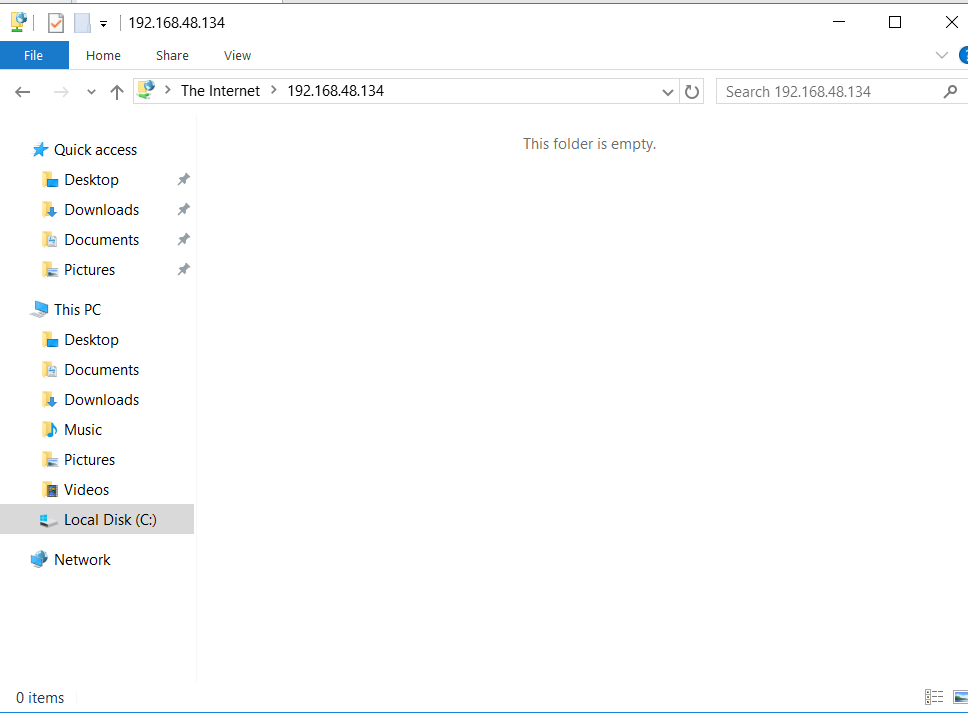 192.168.48.134
File Home Share View
The Internet 192.168.48.134 Search 192.168.48.134
This folder is empty.
Quick access
Desktop
Downloads
Documents
Pictures
This PC
Desktop
Documents
Downloads
Music
Pictures
Videos
Local Disk (C:)
Network
0 items